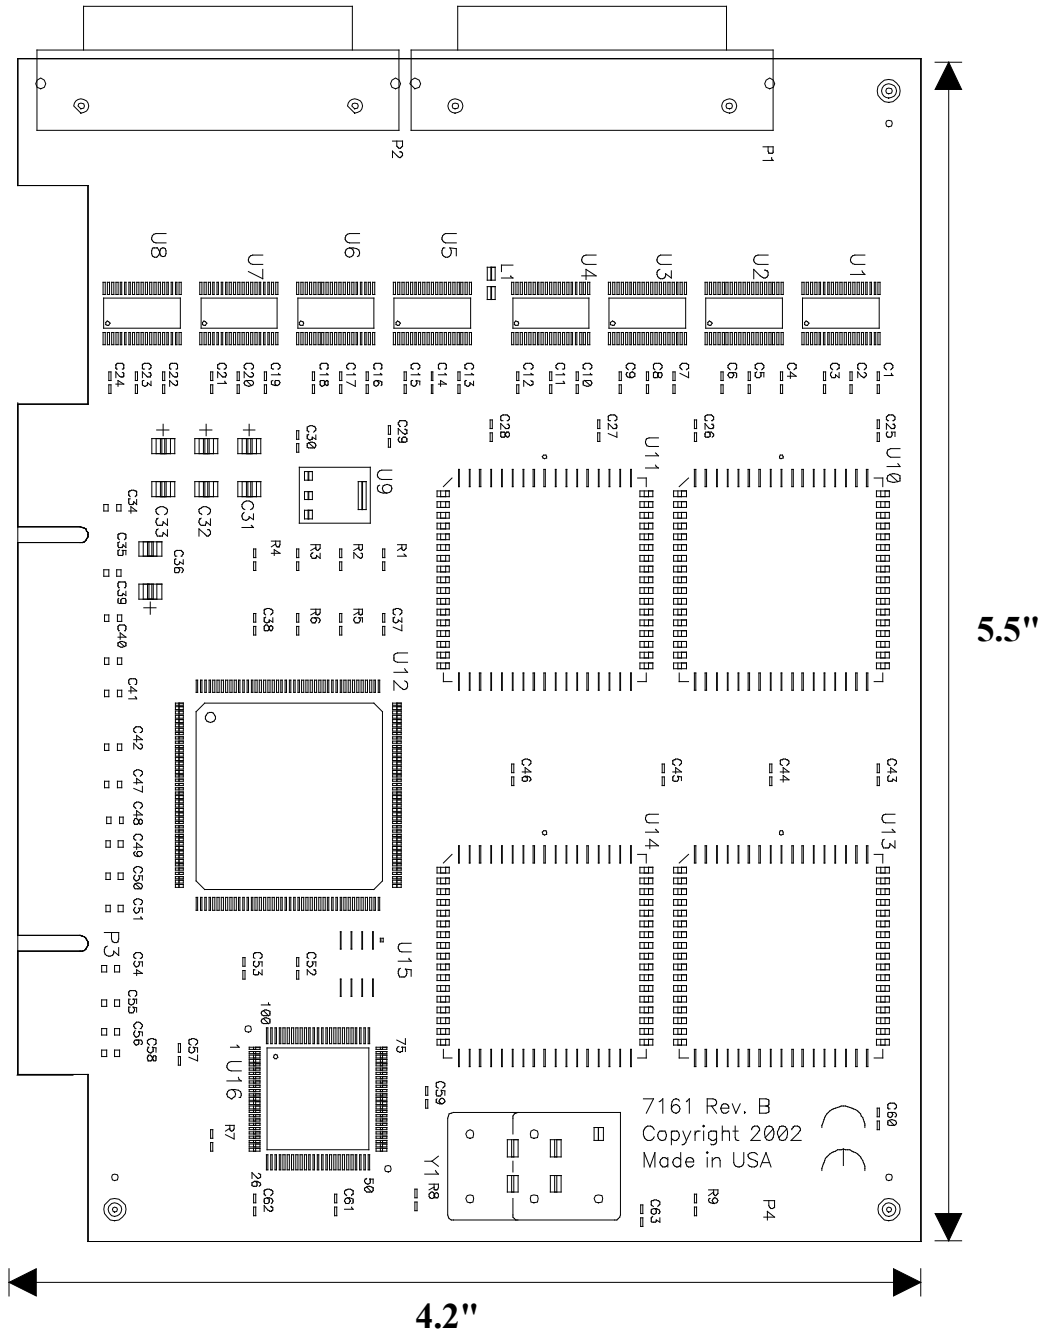 P2
P1
U8
U7
U6
U5
L1
U4
U3
U2
U1
C24
C23
C22
C21
C20
C19
C18
C17
C16
C15
C14
C13
C12
C11
C10
C9
C8
C7
C6
C5
C4
C3
C2
C1
C30
C29
C28
C27
C26
C25
U9
U11
U10
C34
C33
C32
C31
C35
C36
R4
R3
R2
R1
C39
C38
R6
R5
C37
5.5"
C40
U12
C41
C42
C46
C45
C44
C43
C47
C48
C49
U14
U13
C50
C51
P3
C54
C53
C52
U15
C55
100
C56
C58
C57
1
75
U16
C59
R7
7161 Rev. B
Copyright 2002
Made in USA
C60
26
C62
C61
50
Y1
R8
C63
R9
P4
4.2"